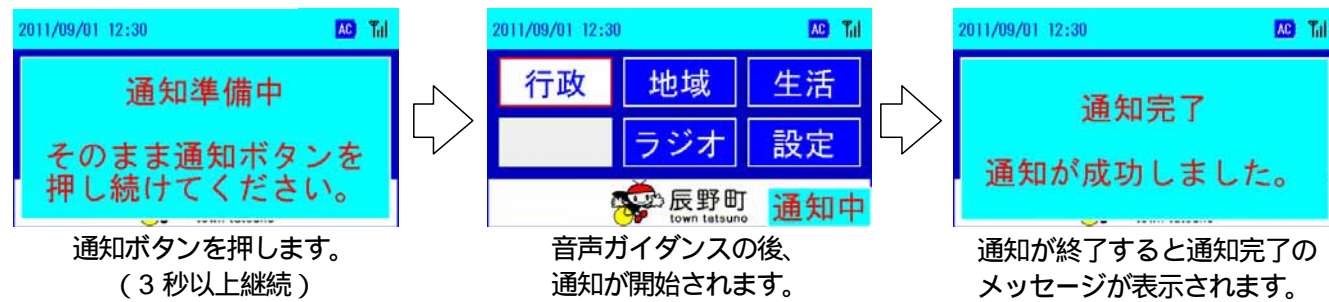 2011/09/01 12:30 AC
通知準備中
そのまま通知ボタンを
押し続けてください。
通知ボタンを押します。
(3秒以上継続)
2011/09/01 12:30 AC
行政 地域 生活
ラジオ 設定
辰野町
town tatsuno
通知中
音声ガイダンスの後、
通知が開始されます。
2011/09/01 12:30 AC
通知完了
通知が成功しました。
通知が終了すると通知完了の
メッセージが表示されます。